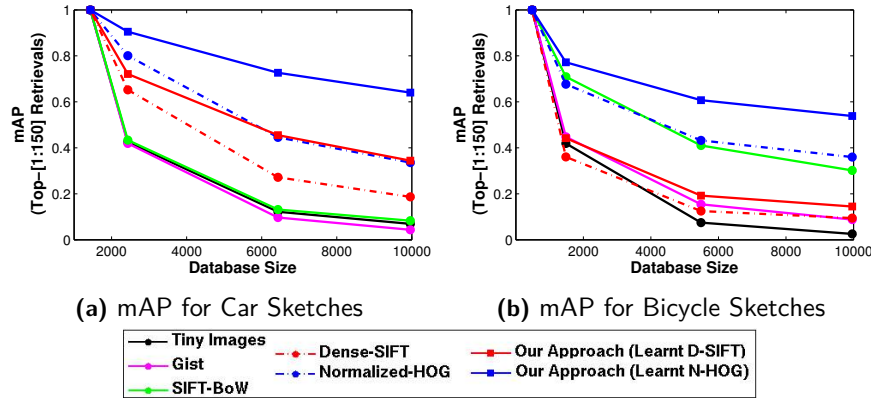 1
0.8
0.6
0.4
0.2
0
mAP
(Top–[1:150] Retrievals)
2000 4000 6000 8000 10000
Database Size
(a) mAP for Car Sketches
1
0.8
0.6
0.4
0.2
0
mAP
(Top–[1:150] Retrievals)
2000 4000 6000 8000 10000
Database Size
(b) mAP for Bicycle Sketches
Tiny Images
Gist
SIFT-BoW
Dense-SIFT
Normalized-HOG
Our Approach (Learnt D-SIFT)
Our Approach (Learnt N-HOG)